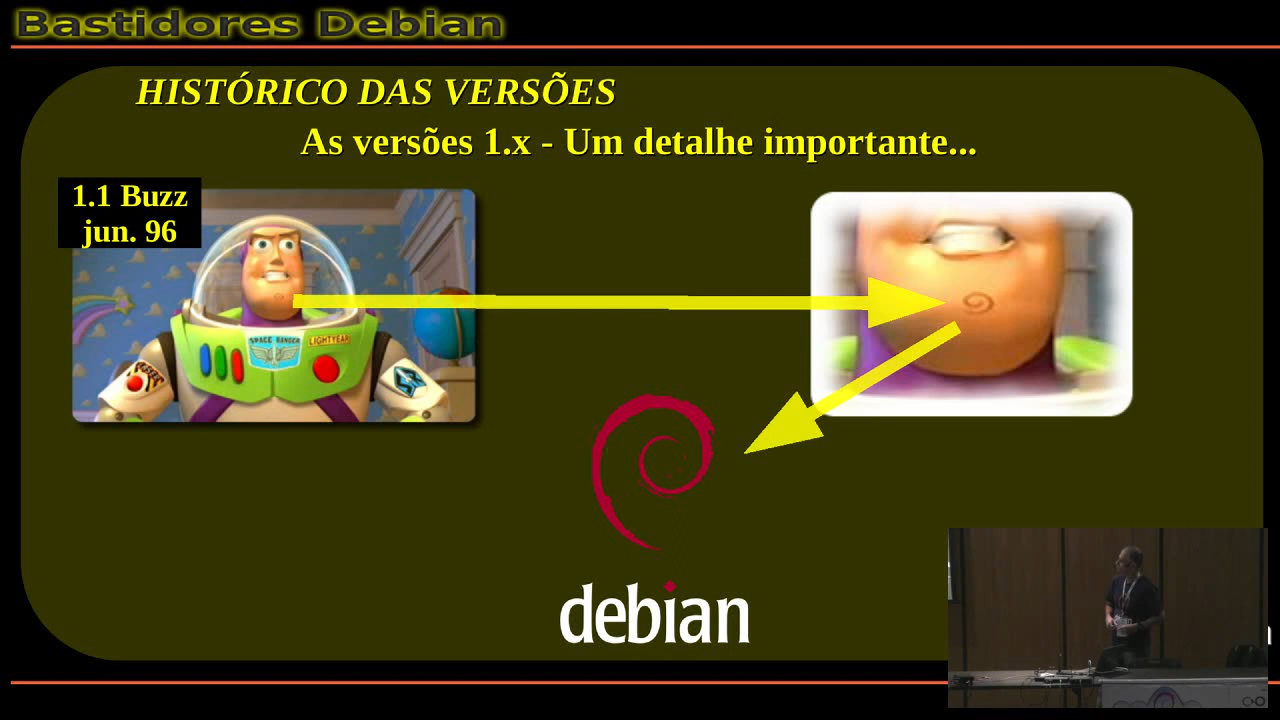 Bastidores Debian
HISTÓRICO DAS VERSÕES
As versões 1.x - Um detalhe importante...
1.1 Buzz
jun. 96
SPACE RANGER
LIGHTYEAR
debian